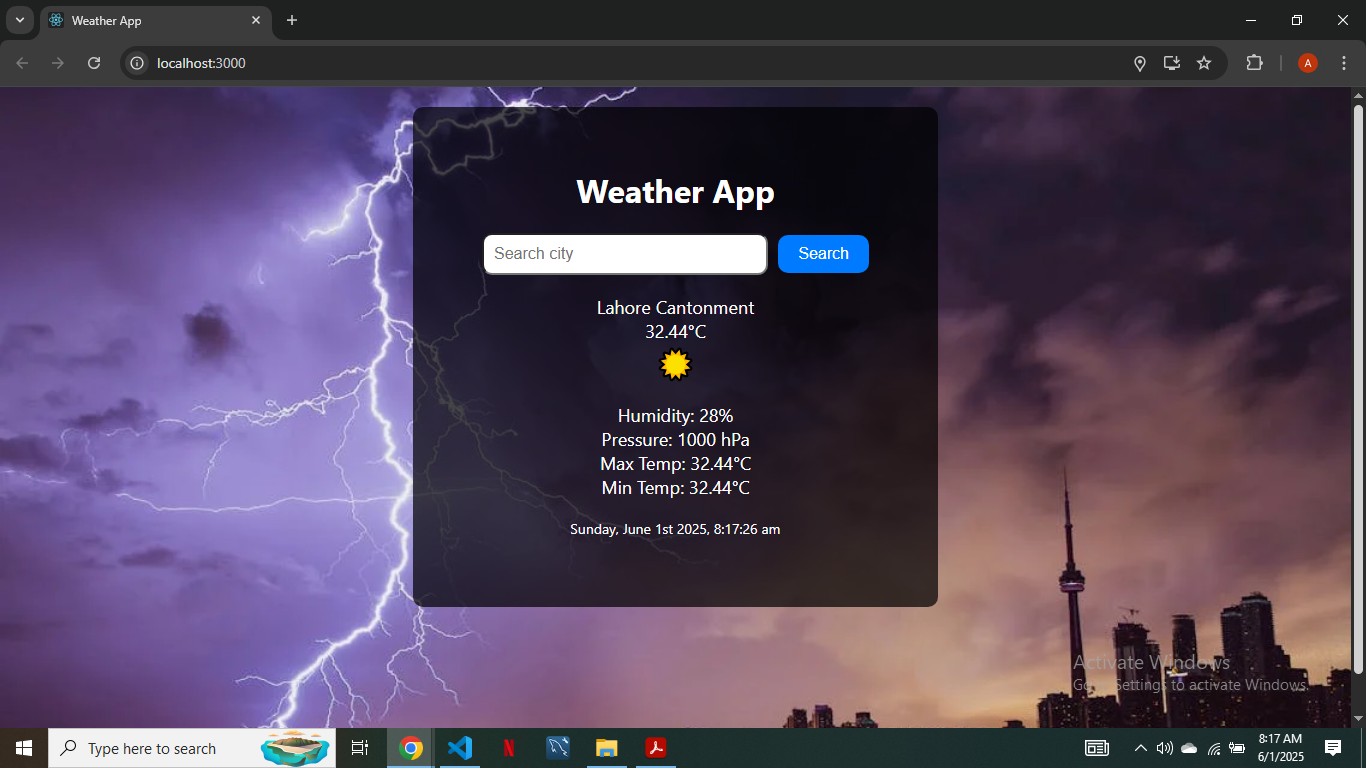 Weather App
localhost:3000
A
Weather App
Search city
Search
Lahore Cantonment
32.44°C
Humidity: 28%
Pressure: 1000 hPa
Max Temp: 32.44°C
Min Temp: 32.44°C
Sunday, June 1st 2025, 8:17:26 am
Activate Windows
Go to Settings to activate Windows.
Type here to search
N
8:17 AM
6/1/2025